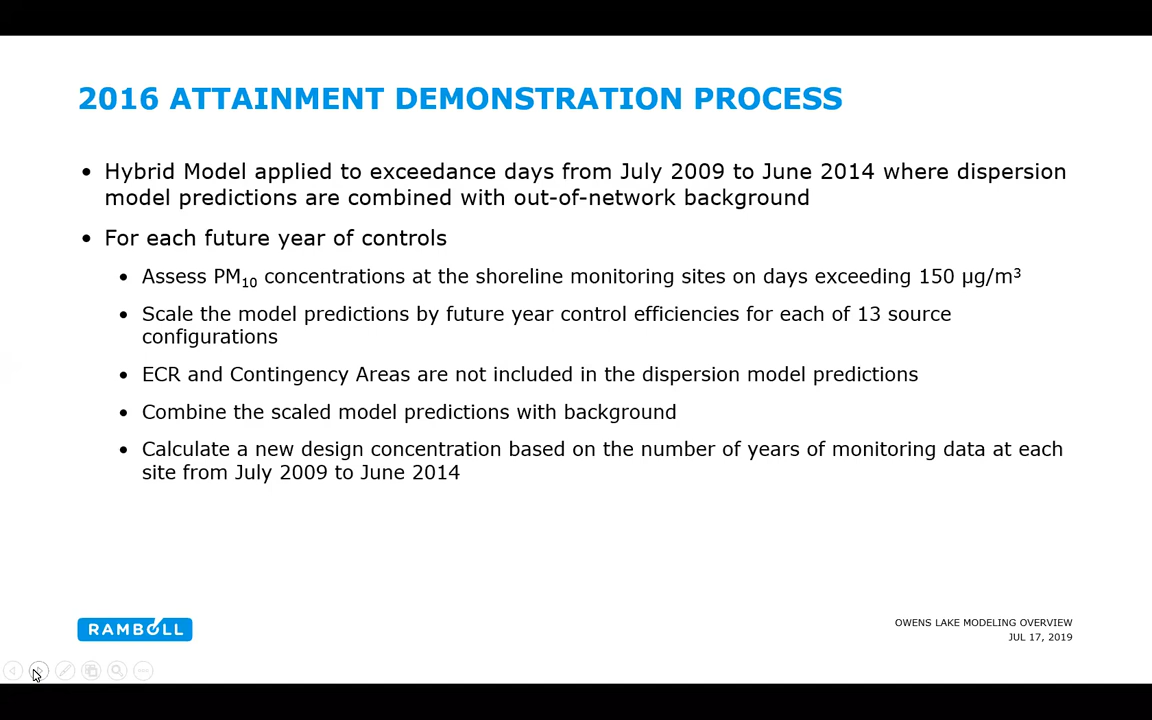 2016 ATTAINMENT DEMONSTRATION PROCESS
• Hybrid Model applied to exceedance days from July 2009 to June 2014 where dispersion
model predictions are combined with out-of-network background
• For each future year of controls
• Assess PM₁₀ concentrations at the shoreline monitoring sites on days exceeding 150 µg/m³
• Scale the model predictions by future year control efficiencies for each of 13 source
configurations
• ECR and Contingency Areas are not included in the dispersion model predictions
• Combine the scaled model predictions with background
• Calculate a new design concentration based on the number of years of monitoring data at each
site from July 2009 to June 2014
RAMBOLL
OWENS LAKE MODELING OVERVIEW
JUL 17, 2019